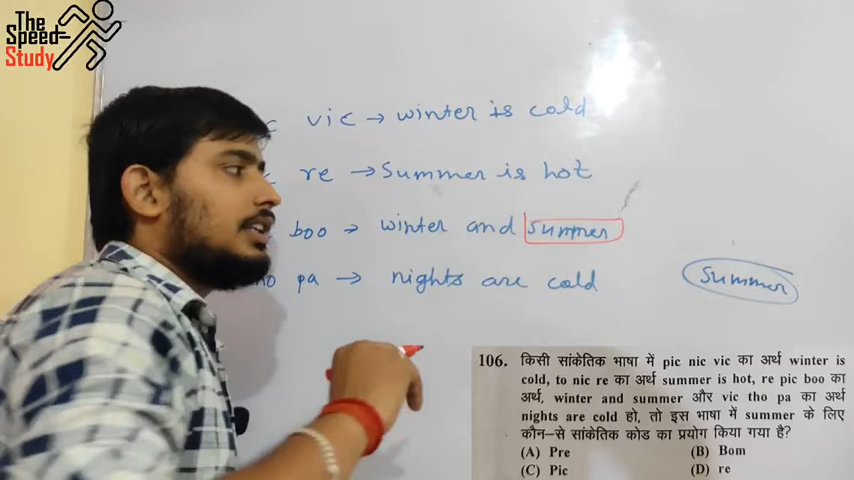 The
Speed
Study
vic → winter is cold
re → Summer is hot
boo → winter and summer
pa → nights are cold
Summer
106. किसी सांकेतिक भाषा में pic nic vic का अर्थ winter is
cold, to nic re का अर्थ summer is hot, re pic boo का
अर्थ, winter and summer और vic tho pa का अर्थ
nights are cold हो, तो इस भाषा में summer के लिए
कौन-से सांकेतिक कोड का प्रयोग किया गया है?
(A) Pre (B) Bom
(C) Pic (D) re